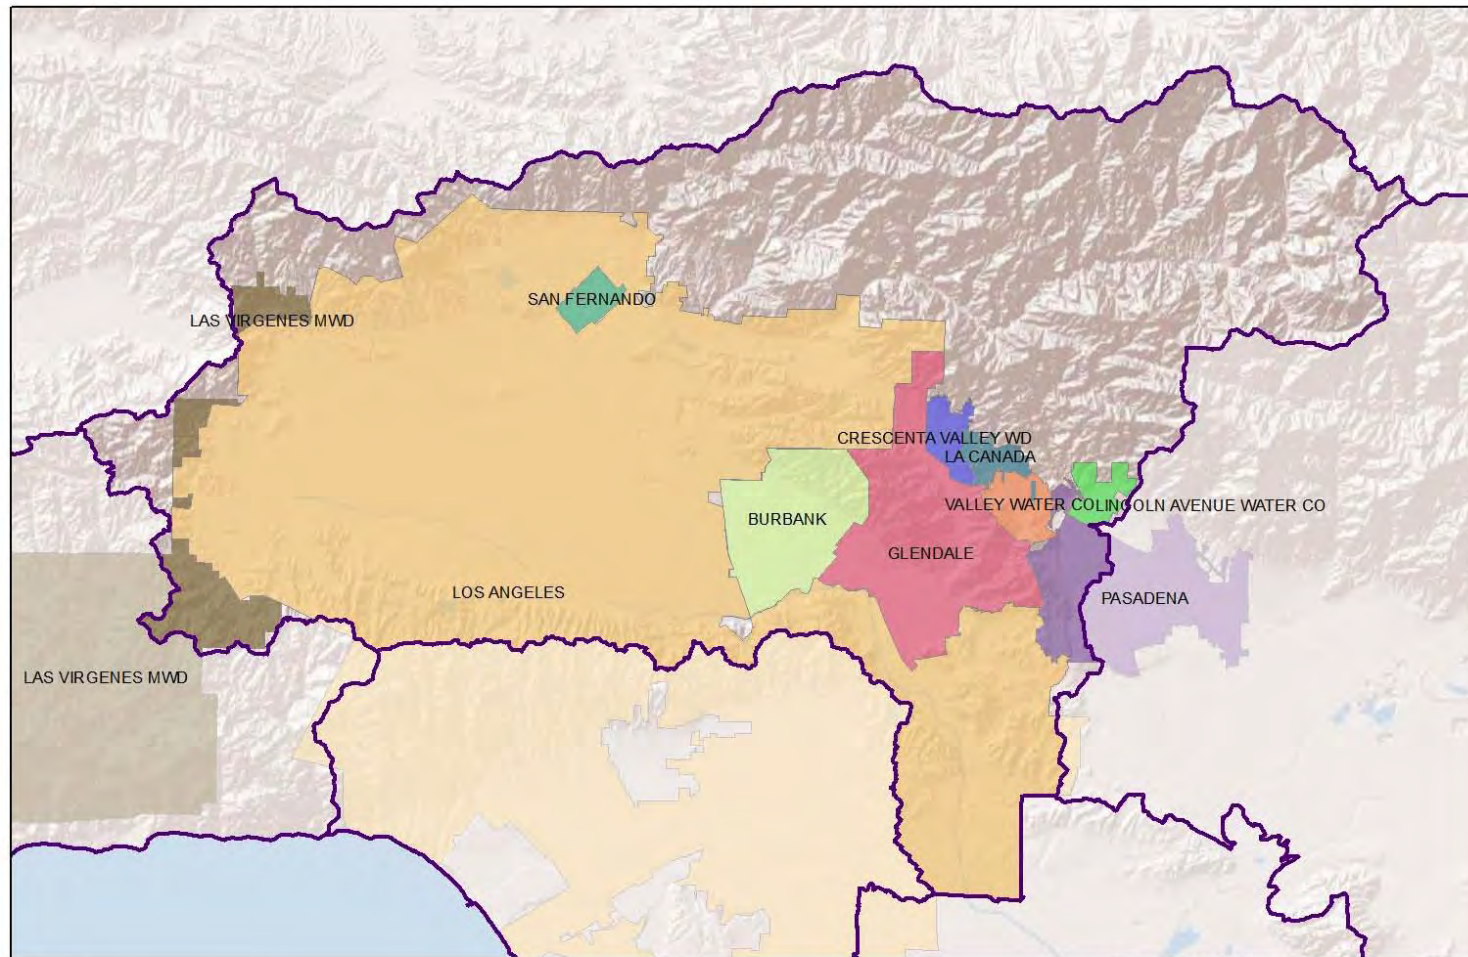 SAN FERNANDO
LAS VIRGENES MWD
CRESCENTA VALLEY WD
LA CANADA
VALLEY WATER CO
LINCOLN AVENUE WATER CO
BURBANK
GLENDALE
LOS ANGELES
PASADENA
LAS VIRGENES MWD